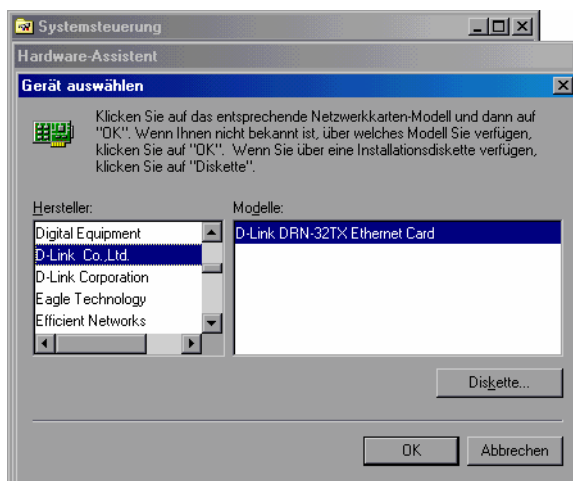 Systemsteuerung
Hardware-Assistent
Gerät auswählen
Klicken Sie auf das entsprechende Netzwerkkarten-Modell und dann auf
"OK". Wenn Ihnen nicht bekannt ist, über welches Modell Sie verfügen,
klicken Sie auf "OK". Wenn Sie über eine Installationsdiskette verfügen,
klicken Sie auf "Diskette".
Hersteller:
Digital Equipment
D-Link Co.,Ltd.
D-Link Corporation
Eagle Technology
Efficient Networks
Modelle:
D-Link DRN-32TX Ethernet Card
Diskette...
OK
Abbrechen